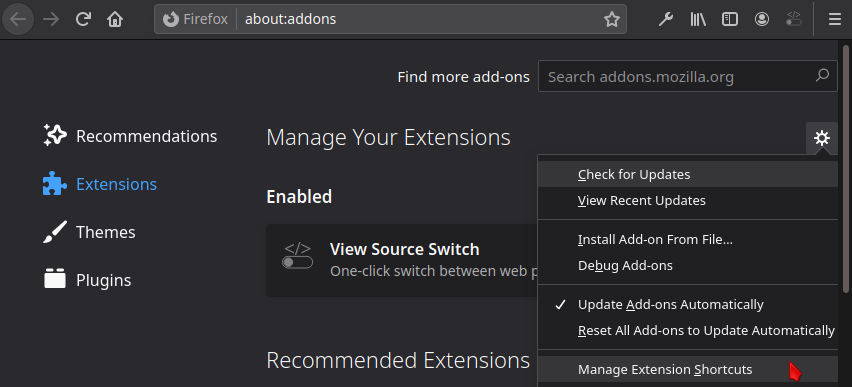 Firefox about:addons
Find more add-ons Search addons.mozilla.org
Recommendations
Extensions
Themes
Plugins
Manage Your Extensions
Enabled
</>
View Source Switch
One-click switch between web p
Recommended Extensions
Check for Updates
View Recent Updates
Install Add-on From File...
Debug Add-ons
✓ Update Add-ons Automatically
Reset All Add-ons to Update Automatically
Manage Extension Shortcuts